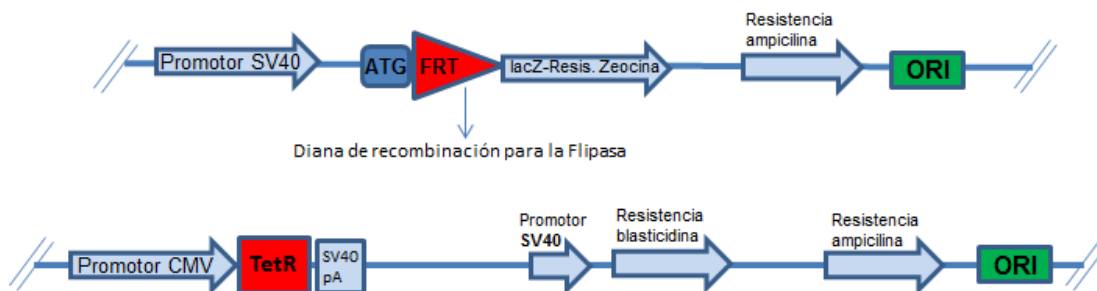 Resistencia
ampicilina
Promotor SV40
ATG
FRT
lacZ-Resis. Zeocina
ORI
Diana de recombinación para la Flipasa
Promotor
SV40
Resistencia
blasticidina
Resistencia
ampicilina
Promotor CMV
TetR
SV40
pA
ORI